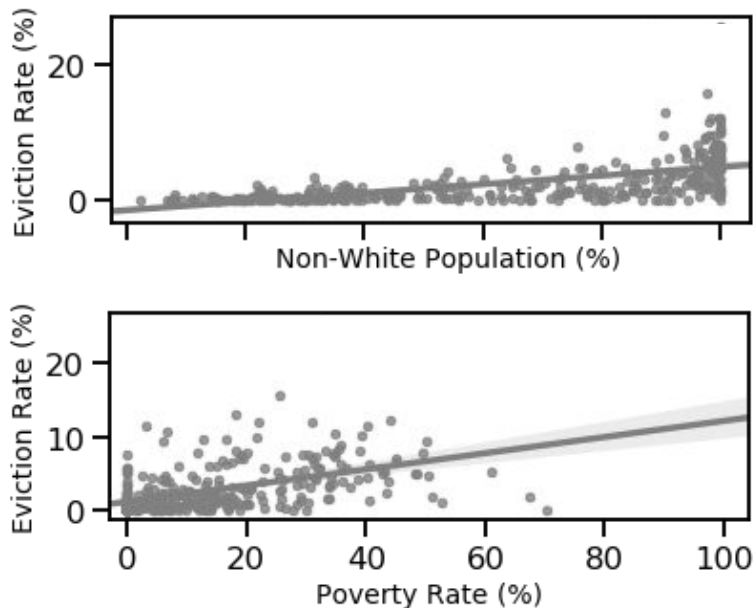 Eviction Rate (%)
20
0
Non-White Population (%)
Eviction Rate (%)
20
10
0
0 20 40 60 80 100
Poverty Rate (%)